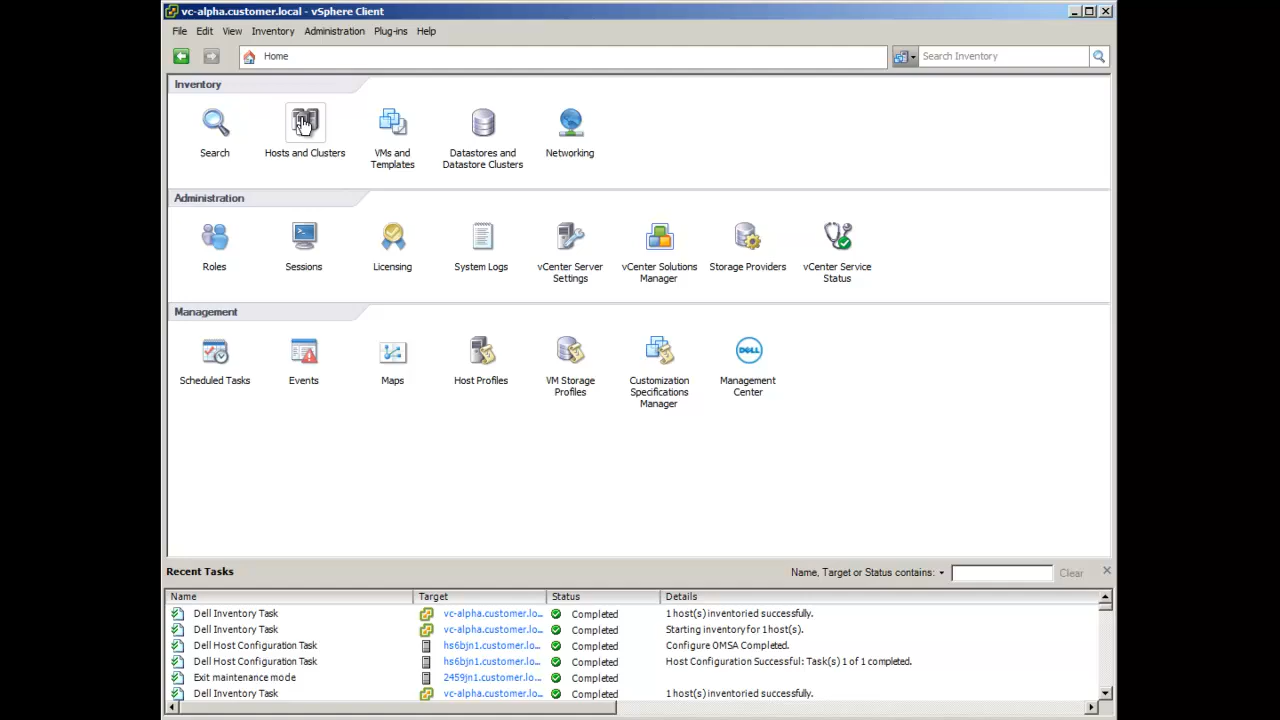 vc-alpha.customer.local - vSphere Client
File Edit View Inventory Administration Plug-ins Help
Home
Search Inventory
Inventory
Search
Hosts and Clusters
VMs and
Templates
Datastores and
Datastore Clusters
Networking
Administration
Roles
Sessions
Licensing
System Logs
vCenter Server
Settings
vCenter Solutions
Manager
Storage Providers
vCenter Service
Status
Management
Scheduled Tasks
Events
Maps
Host Profiles
VM Storage
Profiles
Customization
Specifications
Manager
DELL
Management
Center
Recent Tasks
Name, Target or Status contains:
Clear
Name Target Status Details
Dell Inventory Task vc-alpha.customer.lo... Completed 1 host(s) inventoried successfully.
Dell Inventory Task vc-alpha.customer.lo... Completed Starting inventory for 1host(s).
Dell Host Configuration Task hs6bjn1.customer.lo... Completed Configure OMSA Completed.
Dell Host Configuration Task hs6bjn1.customer.lo... Completed Host Configuration Successful: Task(s) 1 of 1 completed.
Exit maintenance mode 2459jn1.customer.lo... Completed
Dell Inventory Task vc-alpha.customer.lo... Completed 1 host(s) inventoried successfully.